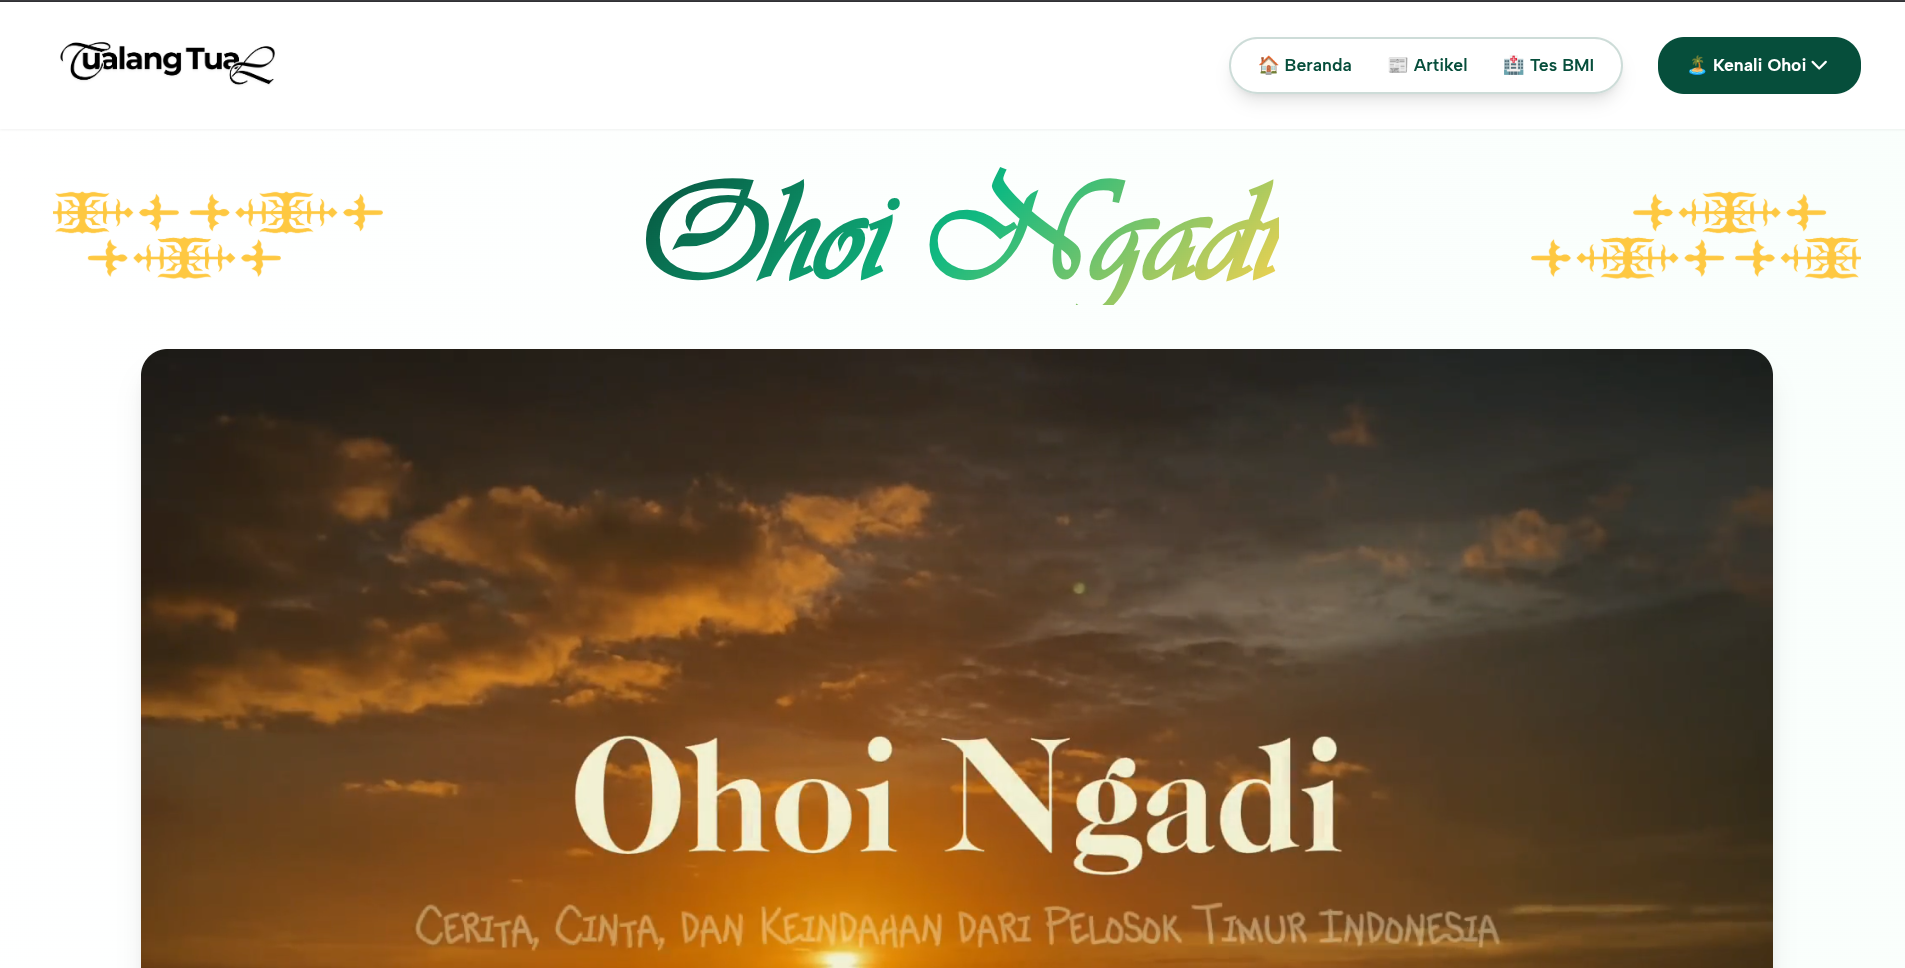 Tualang Tual
🏠 Beranda
📰 Artikel
🏥 Tes BMI
🏝️ Kenali Ohoi
Ohoi Ngadi
Ohoi Ngadi
Cerita, Cinta, dan Keindahan dari Pelosok Timur Indonesia